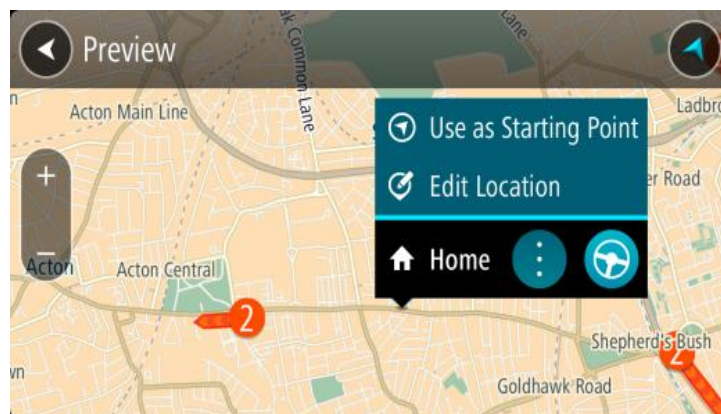 Preview
Common Lane
Acton Main Line
Ladbro
Use as Starting Point
Edit Location
er Road
+
−
Acton
Acton Central
Home
2
Shepherd's Bush
2
Goldhawk Road